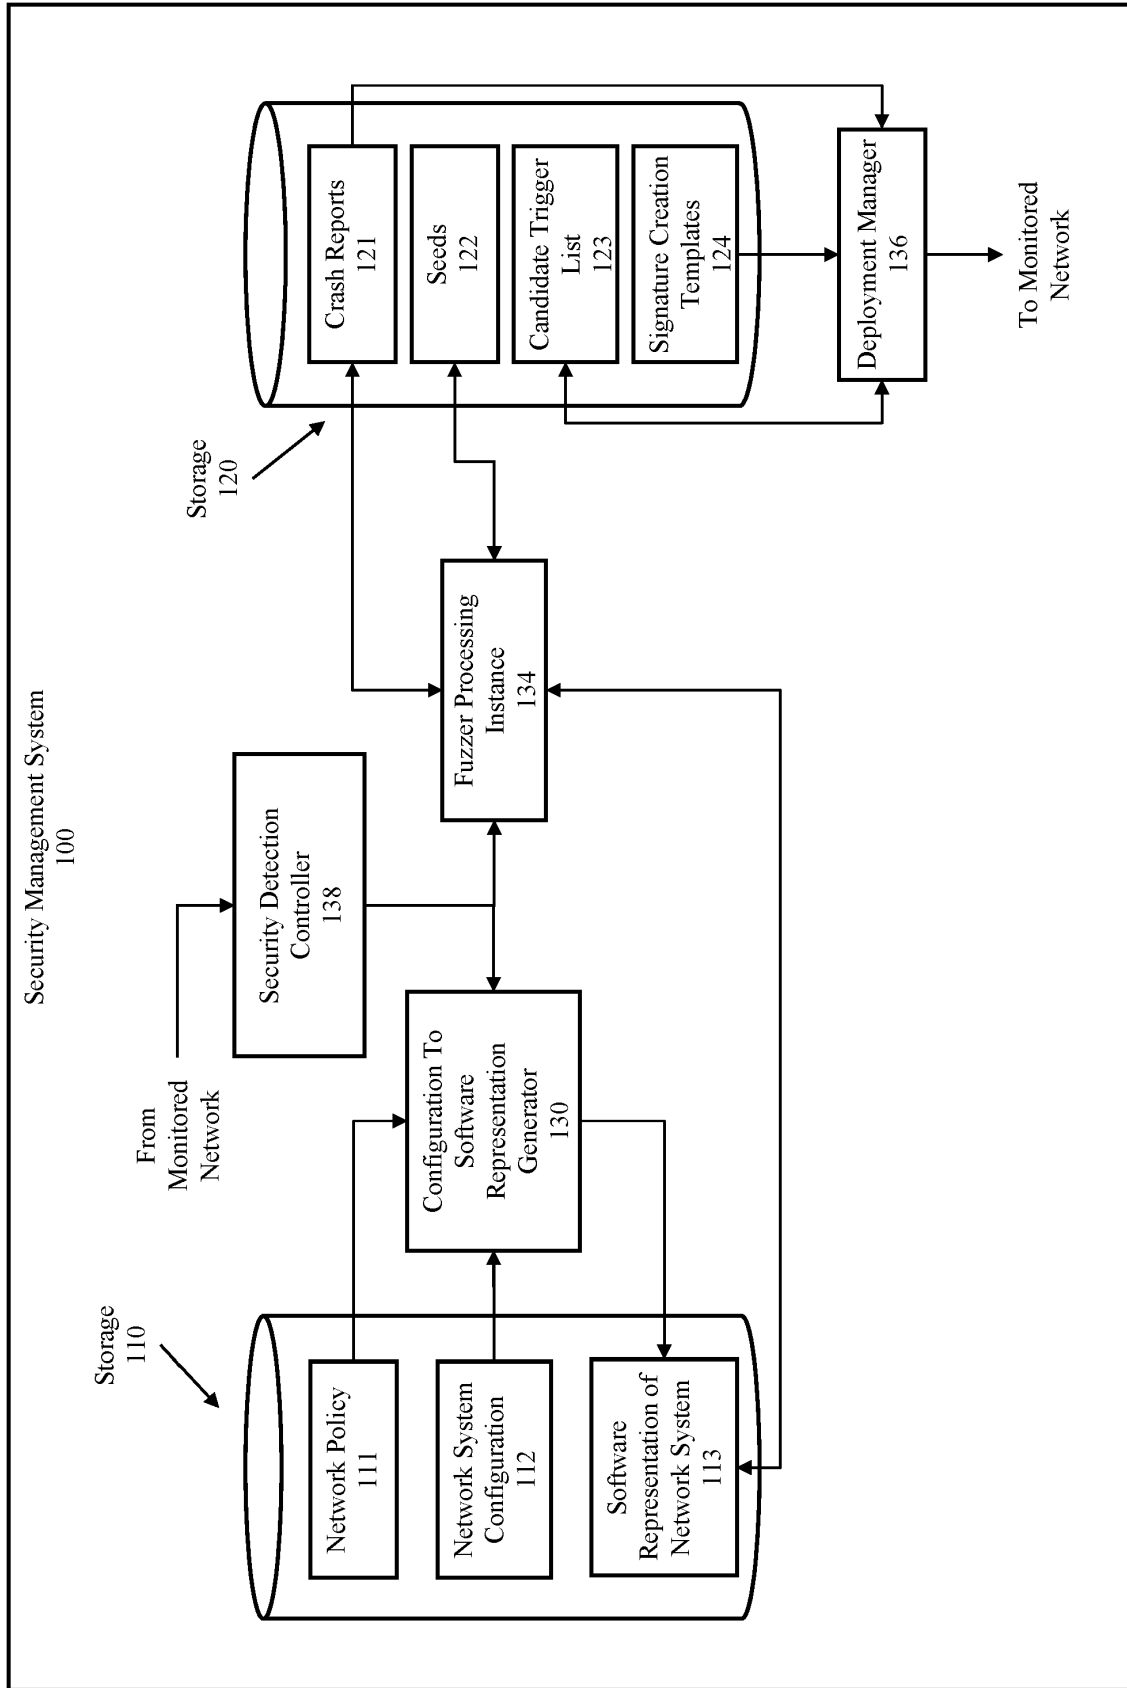 Security Management System
100
Storage
110
Network Policy
111
Network System
Configuration
112
Software
Representation of
Network System
113
From
Monitored
Network
Security Detection
Controller
138
Configuration To
Software
Representation
Generator
130
Fuzzer Processing
Instance
134
Storage
120
Crash Reports
121
Seeds
122
Candidate Trigger
List
123
Signature Creation
Templates
124
Deployment Manager
136
To Monitored
Network